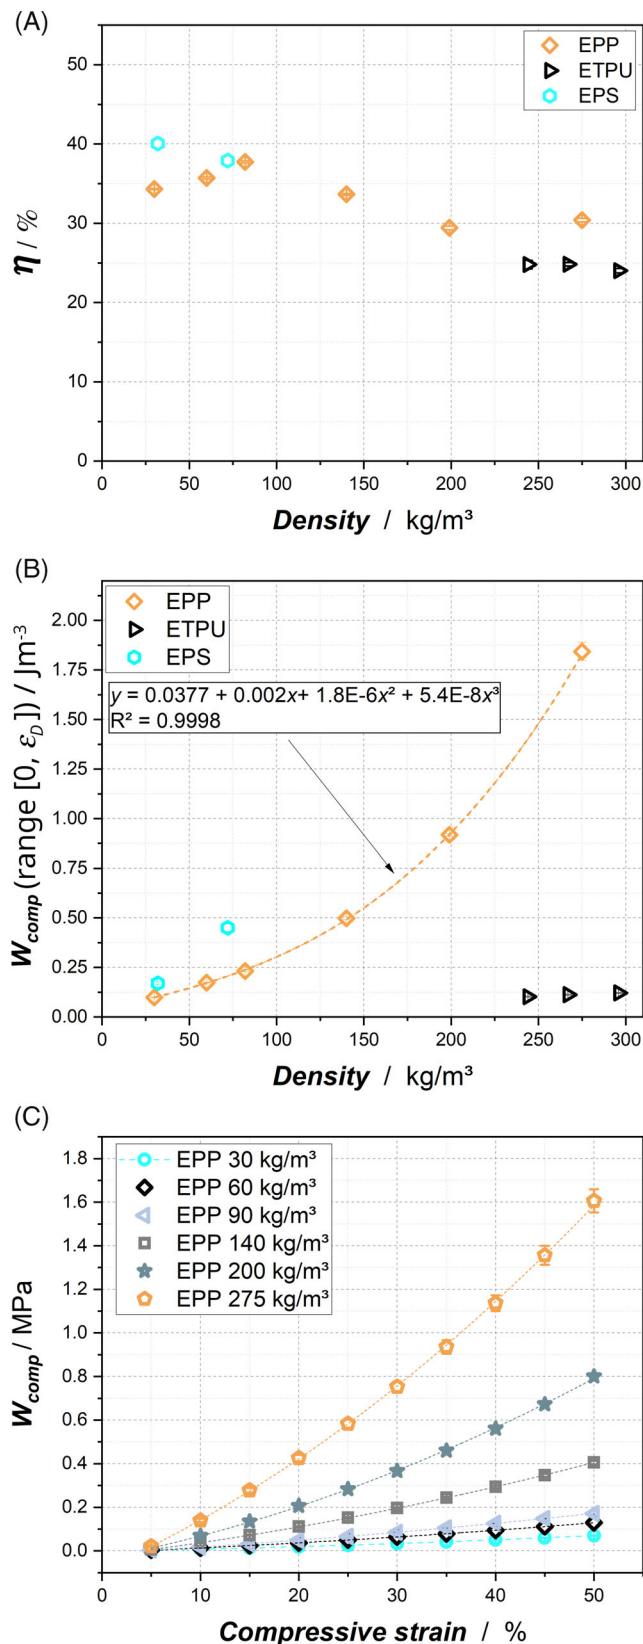 (A)
50
40
30
20
10
0
η / %
EPP
ETPU
EPS
0 50 100 150 200 250 300
Density / kg/m³
(B)
2.00
1.75
1.50
1.25
1.00
0.75
0.50
0.25
0.00
W_comp (range [0, ε_D]) / Jm⁻³
EPP
ETPU
EPS
y = 0.0377 + 0.002x+ 1.8E-6x² + 5.4E-8x³
R² = 0.9998
0 50 100 150 200 250 300
Density / kg/m³
(C)
1.8
1.6
1.4
1.2
1.0
0.8
0.6
0.4
0.2
0.0
W_comp / MPa
EPP 30 kg/m³
EPP 60 kg/m³
EPP 90 kg/m³
EPP 140 kg/m³
EPP 200 kg/m³
EPP 275 kg/m³
0 10 20 30 40 50
Compressive strain / %